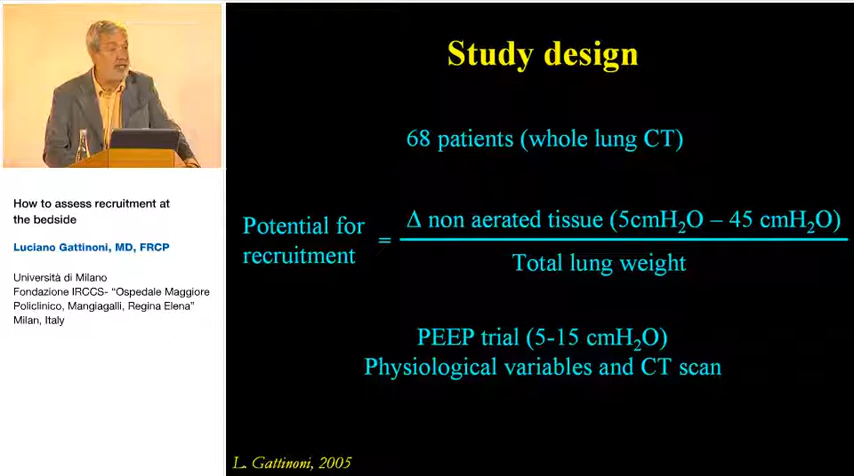 How to assess recruitment at
the bedside
Luciano Gattinoni, MD, FRCP
Università di Milano
Fondazione IRCCS- “Ospedale Maggiore
Policlinico, Mangiagalli, Regina Elena”
Milan, Italy
Study design
68 patients (whole lung CT)
Potential for
recruitment
=
Δ non aerated tissue (5cmH₂O – 45 cmH₂O)
Total lung weight
PEEP trial (5-15 cmH₂O)
Physiological variables and CT scan
L. Gattinoni, 2005